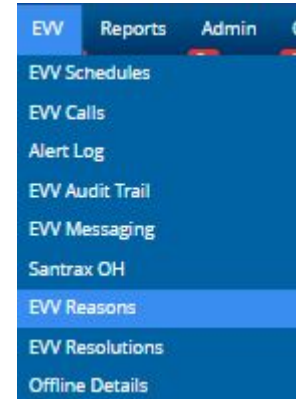 EVV Reports Admin
EVV Schedules
EVV Calls
Alert Log
EVV Audit Trail
EVV Messaging
Santrax OH
EVV Reasons
EVV Resolutions
Offline Details